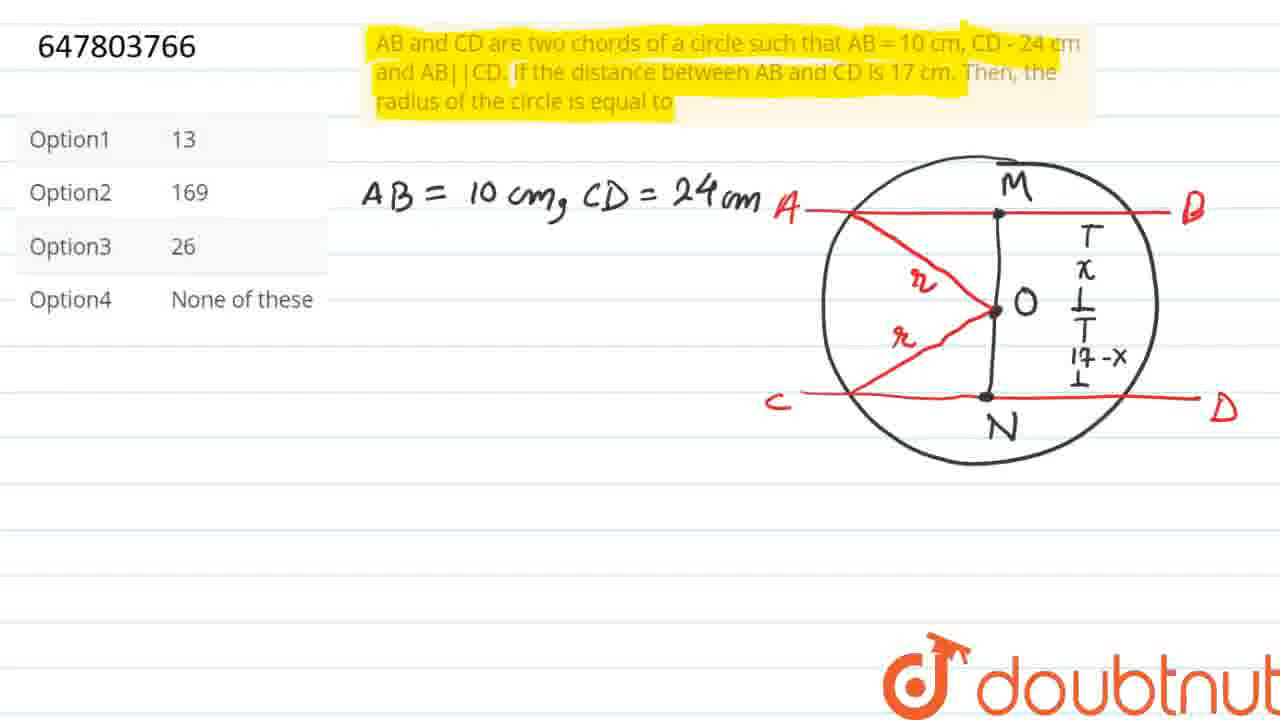 647803766
AB and CD are two chords of a circle such that AB = 10 cm, CD - 24 cm
and AB||CD. If the distance between AB and CD is 17 cm. Then, the
radius of the circle is equal to
Option1 13
Option2 169
Option3 26
Option4 None of these
AB = 10 cm, CD = 24 cm
M
A
B
x
r
O
r
17-x
C
D
N
doubtnut